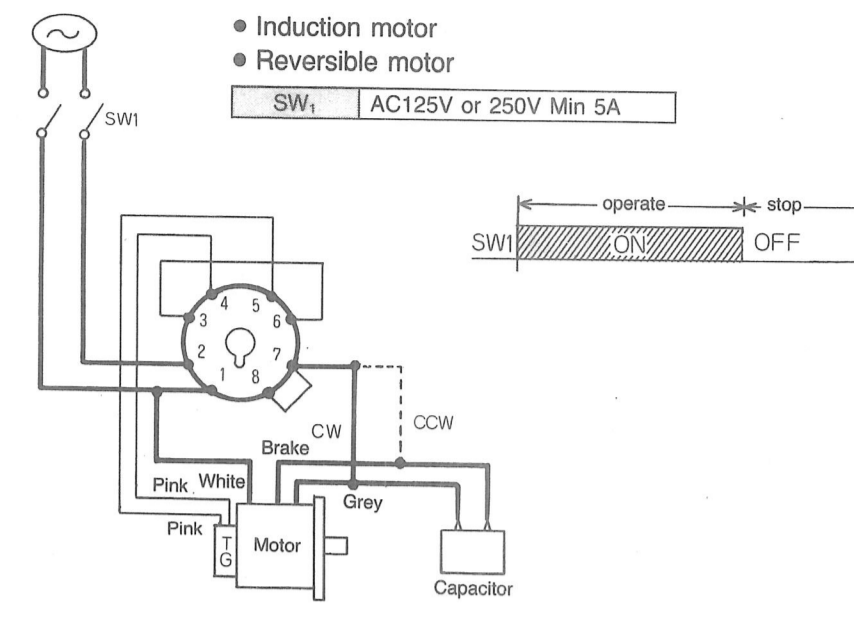 ● Induction motor
● Reversible motor
SW₁ AC125V or 250V Min 5A
SW1
operate stop
SW1 ON OFF
4 5
3 6
2 7
1 8
CW CCW
Brake
Pink White
Grey
Pink
TG Motor
Capacitor